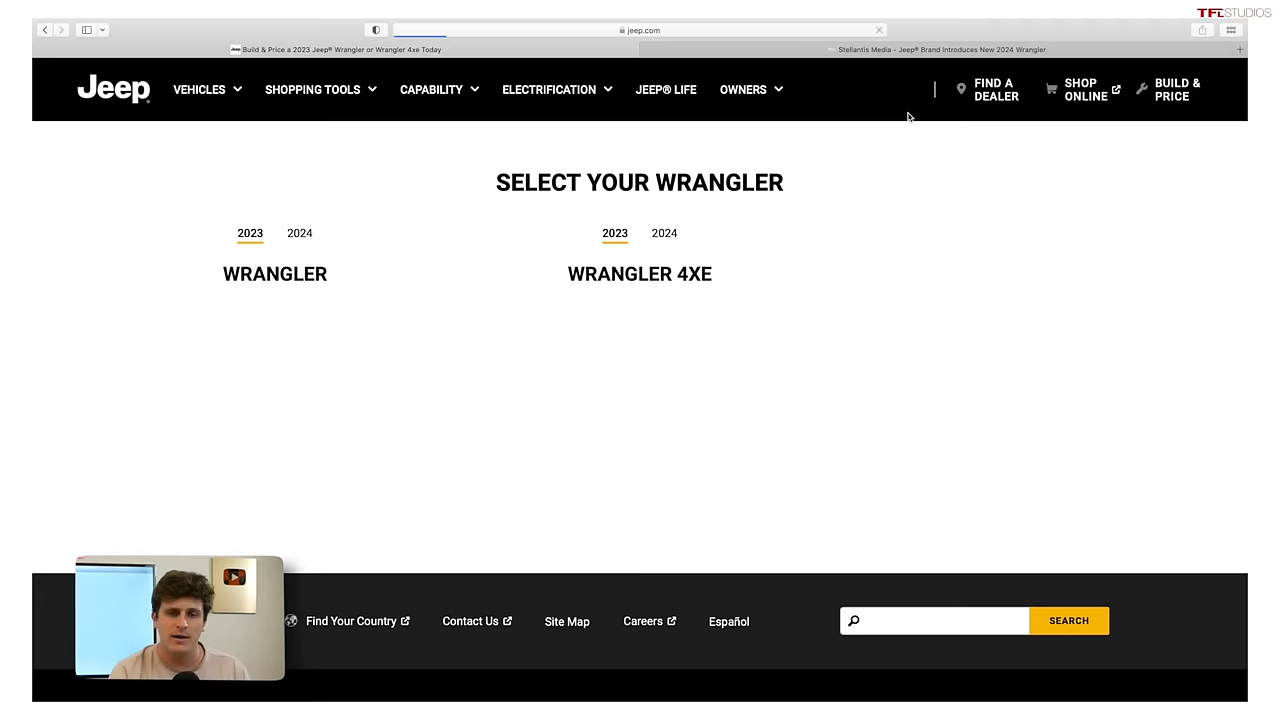 TFLSTUDIOS
jeep.com
Jeep Build & Price a 2023 Jeep® Wrangler or Wrangler 4xe Today
Stellantis Media - Jeep® Brand Introduces New 2024 Wrangler
Jeep
VEHICLES
SHOPPING TOOLS
CAPABILITY
ELECTRIFICATION
JEEP® LIFE
OWNERS
FIND A
DEALER
SHOP
ONLINE
BUILD &
PRICE
SELECT YOUR WRANGLER
2023 2024
2023 2024
WRANGLER
WRANGLER 4XE
Find Your Country
Contact Us
Site Map
Careers
Español
SEARCH